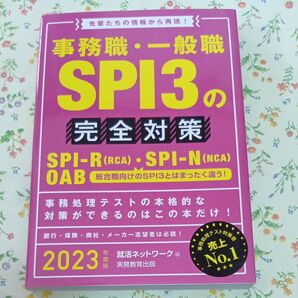 先輩たちの情報から再現！
事務職・一般職
SPI3の
完全対策
SPI-R(RCA)・SPI-N(NCA)
OAB 総合職向けのSPI3とはまったく違う！
事務処理テストの本格的な
対策ができるのはこの本だけ！
銀行・保険・商社・メーカー志望者は必読！
2023年度版
就活ネットワーク 編
実務教育出版
売上
No.1